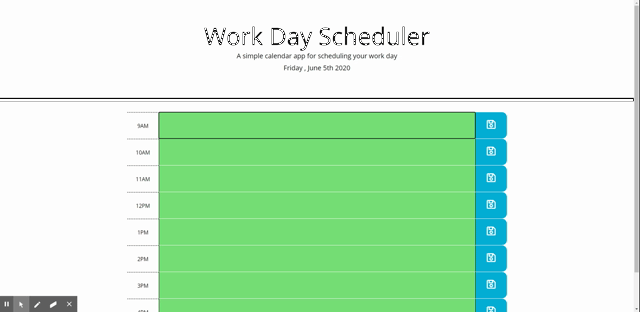 Work Day Scheduler
A simple calendar app for scheduling your work day
Friday , June 5th 2020
9AM
10AM
11AM
12PM
1PM
2PM
3PM